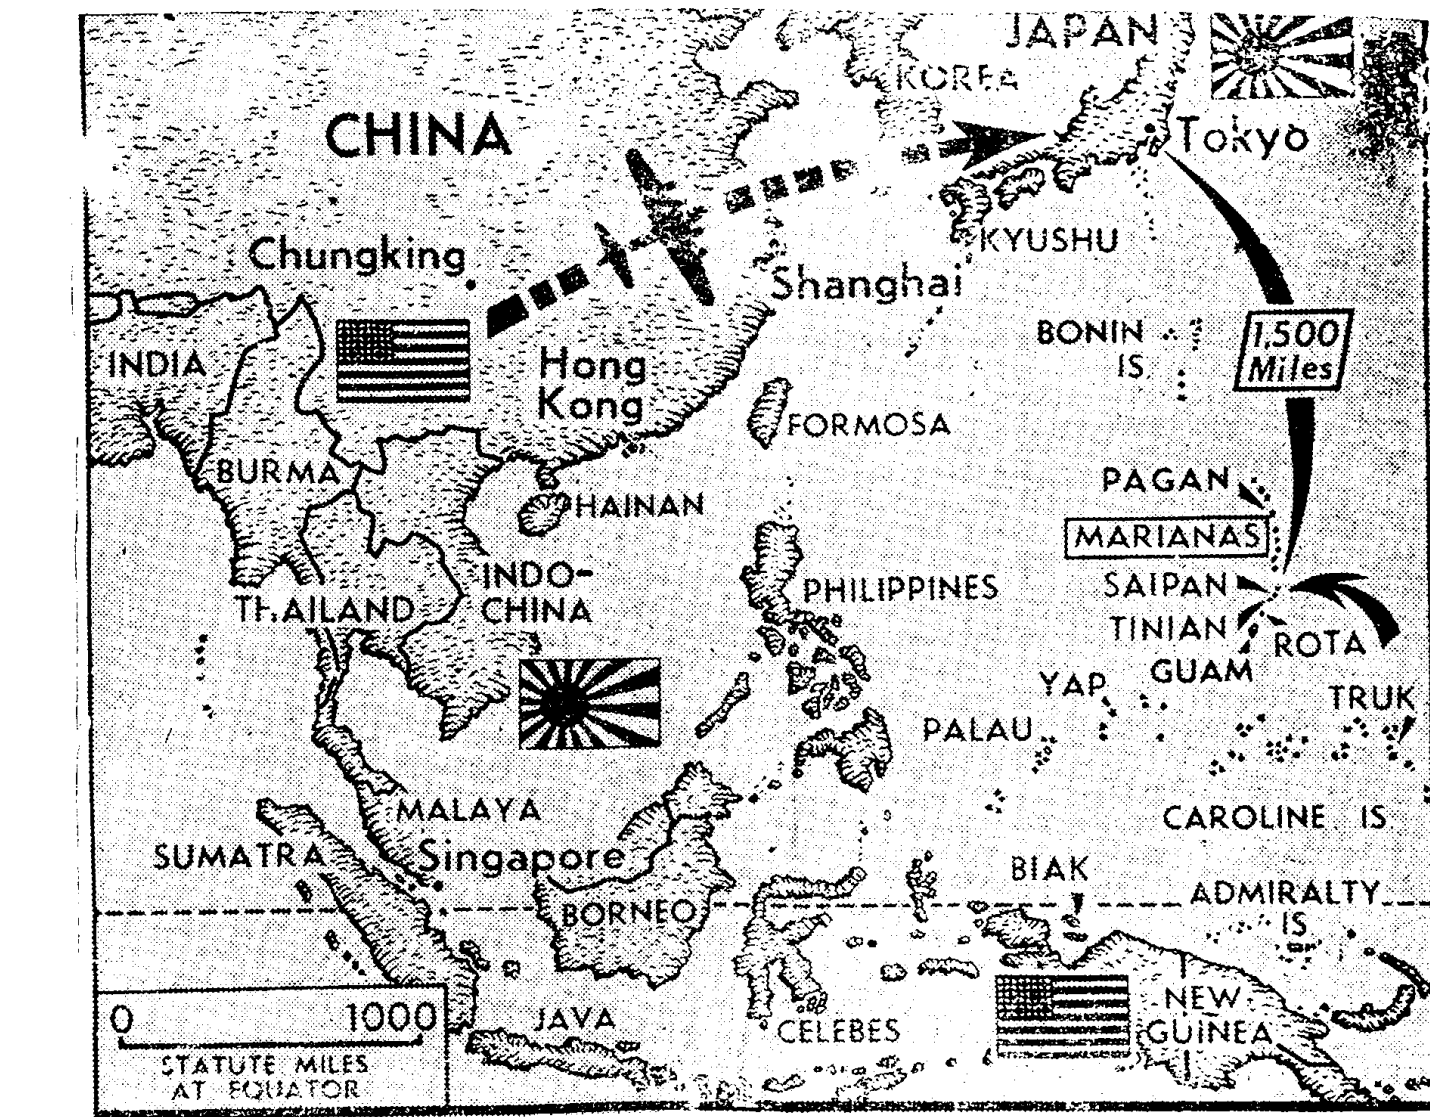 JAPAN
KOREA
CHINA
Tokyo
KYUSHU
Chungking
Shanghai
INDIA
Hong
Kong
BONIN
IS
1,500
Miles
FORMOSA
BURMA
HAINAN
PAGAN
MARIANAS
INDO-
CHINA
THAILAND
PHILIPPINES
SAIPAN
TINIAN
ROTA
GUAM
YAP
TRUK
PALAU
MALAYA
CAROLINE IS
SUMATRA
Singapore
BIAK
ADMIRALTY
IS
BORNEO
NEW
GUINEA
JAVA
CELEBES
0 1000
STATUTE MILES
AT EQUATOR